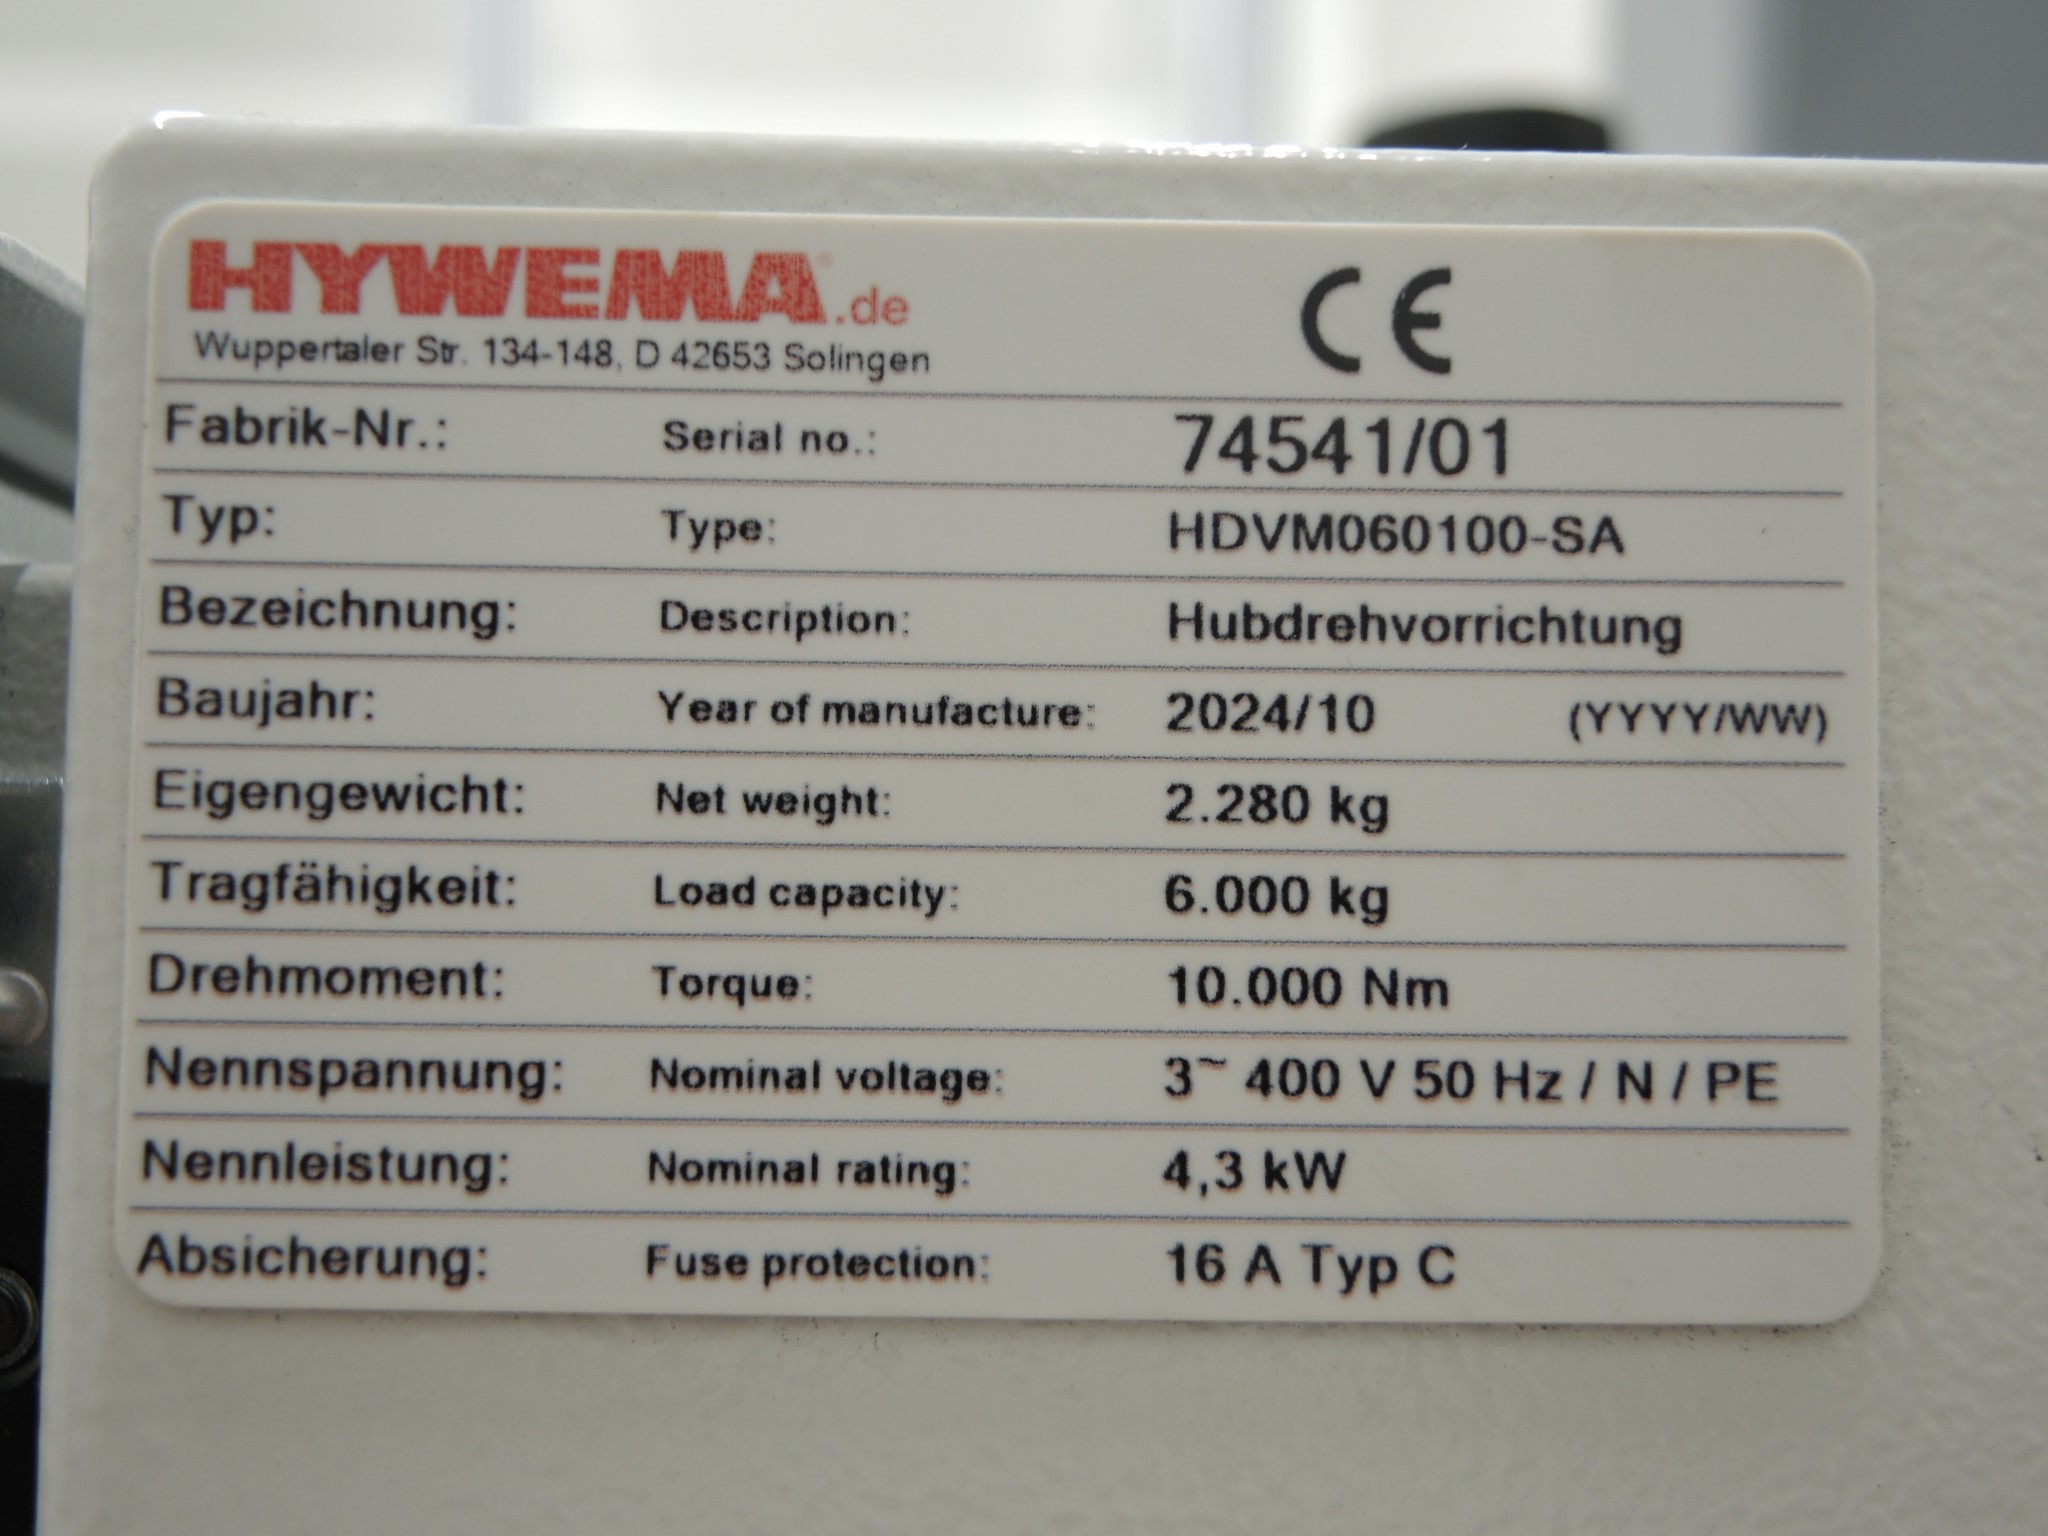 HYWEMA®.de
CE
Wuppertaler Str. 134-148, D 42653 Solingen
Fabrik-Nr.: Serial no.: 74541/01
Typ: Type: HDVM060100-SA
Bezeichnung: Description: Hubdrehvorrichtung
Baujahr: Year of manufacture: 2024/10 (YYYY/WW)
Eigengewicht: Net weight: 2.280 kg
Tragfähigkeit: Load capacity: 6.000 kg
Drehmoment: Torque: 10.000 Nm
Nennspannung: Nominal voltage: 3~ 400 V 50 Hz / N / PE
Nennleistung: Nominal rating: 4,3 kW
Absicherung: Fuse protection: 16 A Typ C